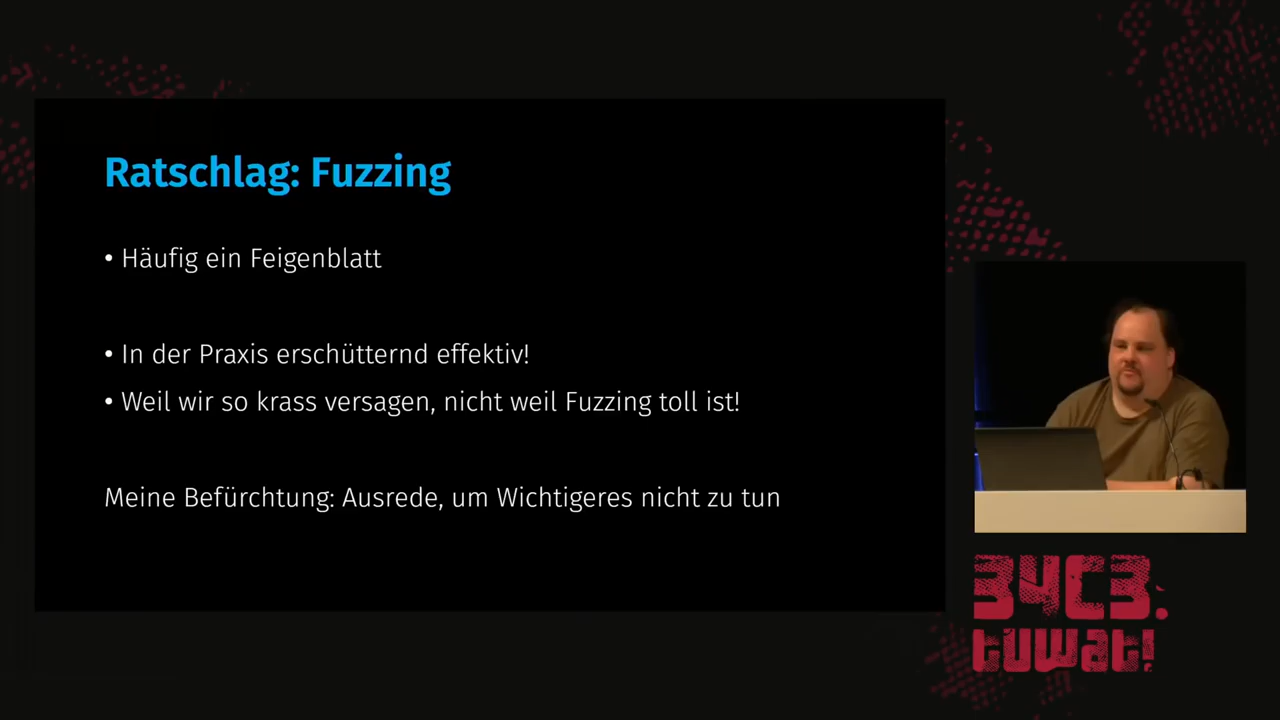 Ratschlag: Fuzzing
• Häufig ein Feigenblatt
• In der Praxis erschütternd effektiv!
• Weil wir so krass versagen, nicht weil Fuzzing toll ist!
Meine Befürchtung: Ausrede, um Wichtigeres nicht zu tun
34C3.
tuwat!